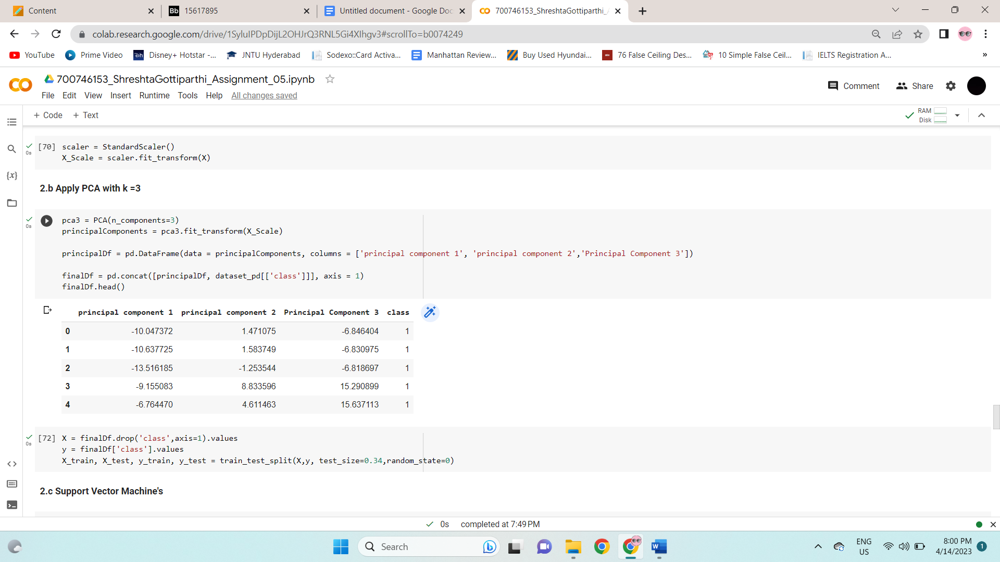 Content
Bb 15617895
Untitled document - Google Doc
700746153_ShreshtaGottiparthi_A
colab.research.google.com/drive/1SyluIPDpDijL2OHJrQ3RNL5Gi4XIhgv3#scrollTo=b0074249
YouTube Prime Video Disney+ Hotstar -... JNTU Hyderabad Sodexo::Card Activa... Manhattan Review... Buy Used Hyundai... 76 False Ceiling Des... 10 Simple False Ceil... IELTS Registration A... »
700746153_ShreshtaGottiparthi_Assignment_05.ipynb
Comment Share
File Edit View Insert Runtime Tools Help All changes saved
+ Code + Text
RAM
Disk
[70] scaler = StandardScaler()
0s
X_Scale = scaler.fit_transform(X)
{x}
2.b Apply PCA with k =3
pca3 = PCA(n_components=3)
0s
principalComponents = pca3.fit_transform(X_Scale)
principalDf = pd.DataFrame(data = principalComponents, columns = ['principal component 1', 'principal component 2','Principal Component 3'])
finalDf = pd.concat([principalDf, dataset_pd[['class']]], axis = 1)
finalDf.head()
principal component 1 principal component 2 Principal Component 3 class
0 -10.047372 1.471075 -6.846404 1
1 -10.637725 1.583749 -6.830975 1
2 -13.516185 -1.253544 -6.818697 1
3 -9.155083 8.833596 15.290899 1
4 -6.764470 4.611463 15.637113 1
[72] X = finalDf.drop('class',axis=1).values
0s
y = finalDf['class'].values
X_train, X_test, y_train, y_test = train_test_split(X,y, test_size=0.34,random_state=0)
2.c Support Vector Machine's
0s completed at 7:49 PM
Search
ENG
US
8:00 PM
4/14/2023
1